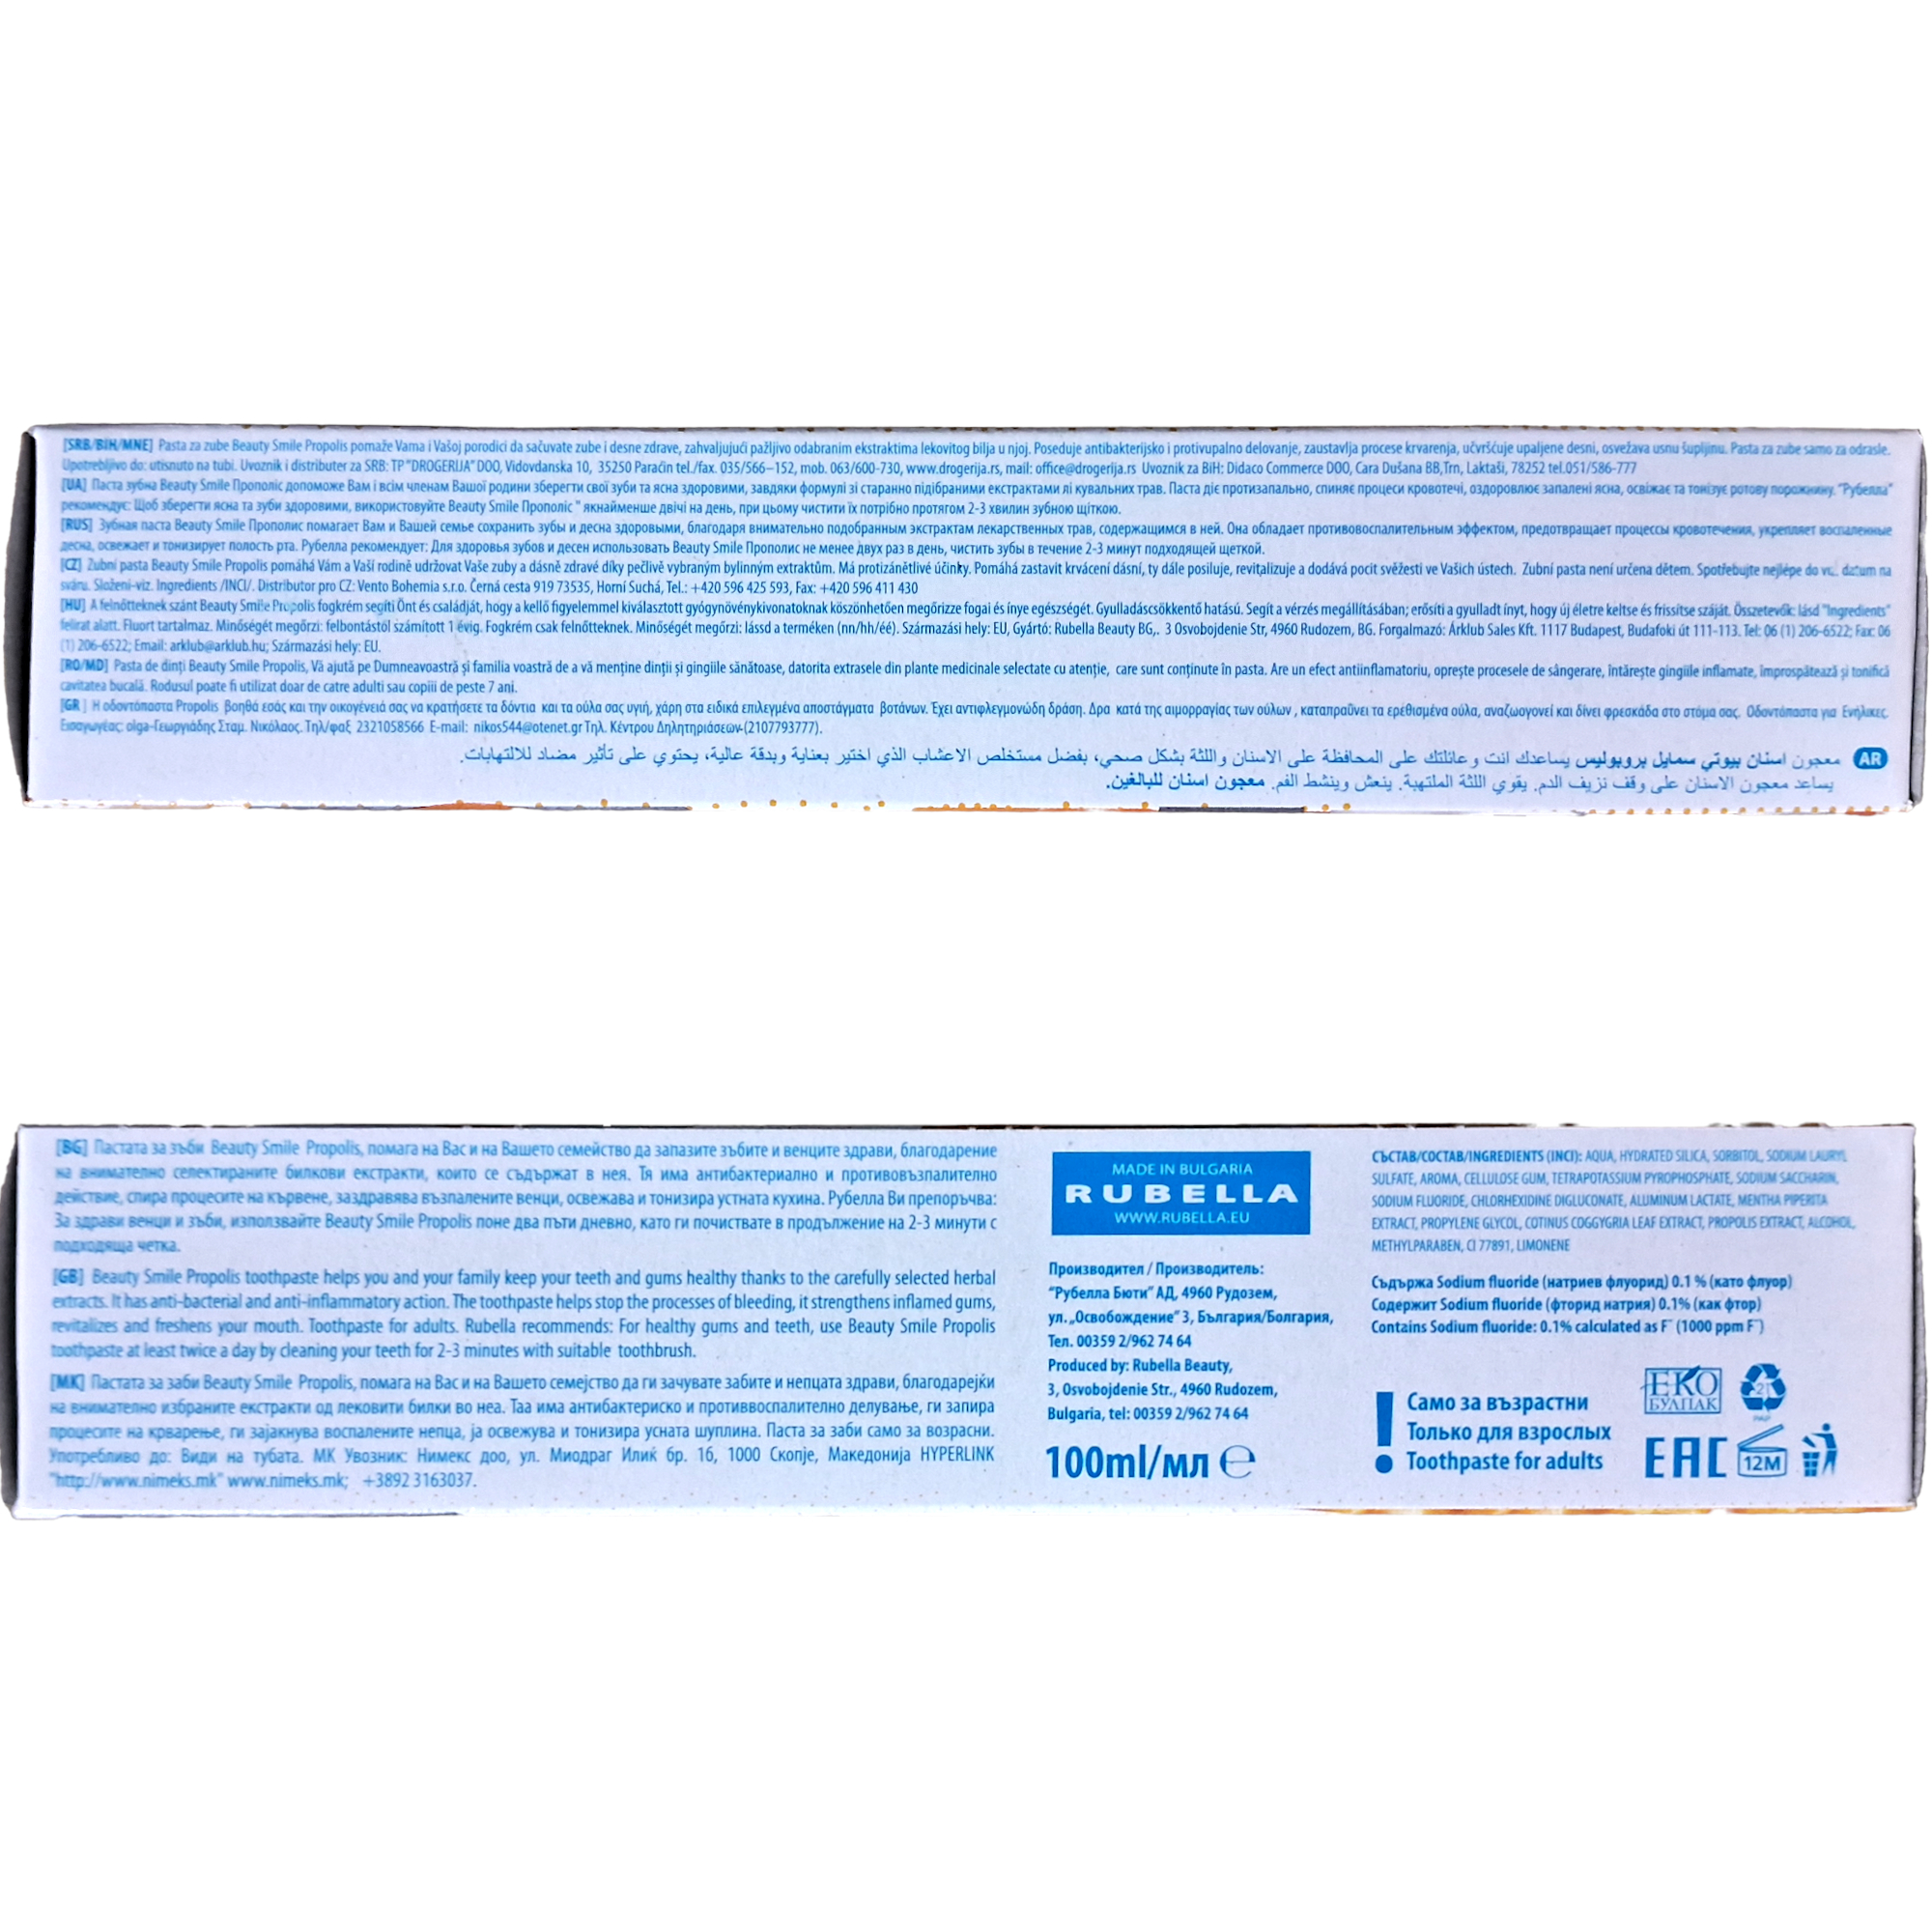 [SRB/BIH/MNE] Pasta za zube Beauty Smile Propolis pomaže Vama i Vašoj porodici da sačuvate zube i desne zdrave, zahvaljujući pažljivo odabranim ekstraktima lekovitog bilja u njoj. Poseduje antibakterijsko i protivupalno delovanje, zaustavlja procese krvarenja, učvršćuje upaljene desni, osvežava usnu šupljinu. Pasta za zube samo za odrasle.
Upotrebljivo do: utisnuto na tubi. Uvoznik i distributer za SRB: TP "DROGERIJA" DOO, Vidovdanska 10, 35250 Paraćin tel./fax. 035/566–152, mob. 063/600-730, www.drogerija.rs, mail: office@drogerija.rs Uvoznik za BiH: Didaco Commerce DOO, Cara Dušana BB,Trn, Laktaši, 78252 tel.051/586-777
[UA] Паста зубна Beauty Smile Прополіс допоможе Вам і всім членам Вашої родини зберегти свої зуби та ясна здоровими, завдяки формулі зі старанно підібраними екстрактами лі кувальних трав. Паста діє протизапально, спиняє процеси кровотечі, оздоровлює запалені ясна, освіжає та тонізує ротову порожнину. "Рубелла"
рекомендує: Щоб зберегти ясна та зуби здоровими, використовуйте Beauty Smile Прополіс " якнайменше двічі на день, при цьому чистити їх потрібно протягом 2-3 хвилин зубною щіткою.
[RUS] Зубная паста Beauty Smile Прополис помагает Вам и Вашей семье сохранить зубы и десна здоровыми, благодаря внимательно подобранным экстрактам лекарственных трав, содержащимся в ней. Она обладает противовоспалительным эффектом, предотвращает процессы кровотечения, укрепляет воспаленные
десна, освежает и тонизирует полость рта. Рубелла рекомендует: Для здоровья зубов и десен использовать Beauty Smile Прополис не менее двух раз в день, чистить зубы в течение 2-3 минут подходящей щеткой.
[CZ] Zubní pasta Beauty Smile Propolis pomáhá Vám a Vaší rodině udržovat Vaše zuby a dásně zdravé díky pečlivě vybraným bylinným extraktům. Má protizánětlivé účinky. Pomáhá zastavit krvácení dásní, ty dále posiluje, revitalizuje a dodává pocit svěžesti ve Vašich ústech. Zubní pasta není určena dětem. Spotřebujte nejlépe do viz. datum na
sváru. Složení-viz. Ingredients /INCI/. Distributor pro CZ: Vento Bohemia s.r.o. Černá cesta 919 73535, Horní Suchá, Tel.: +420 596 425 593, Fax: +420 596 411 430
[HU] A felnőtteknek szánt Beauty Smile Propolis fogkrém segíti Önt és családját, hogy a kellő figyelemmel kiválasztott gyógynövénykivonatoknak köszönhetően megőrizze fogai és ínye egészségét. Gyulladáscsökkentő hatású. Segít a vérzés megállításában; erősíti a gyulladt ínyt, hogy új életre keltse és frissítse száját. Összetevők: lásd "Ingredients"
felirat alatt. Fluort tartalmaz. Minőségét megőrzi: felbontástól számított 1 évig. Fogkrém csak felnőtteknek. Minőségét megőrzi: lássd a terméken (nn/hh/éé). Származási hely: EU, Gyártó: Rubella Beauty BG,. 3 Osvobojdenie Str, 4960 Rudozem, BG. Forgalmazó: Árklub Sales Kft. 1117 Budapest, Budafoki út 111-113. Tel: 06 (1) 206-6522; Fax: 06
(1) 206-6522; Email: arklub@arklub.hu; Származási hely: EU.
[RO/MD] Pasta de dinți Beauty Smile Propolis, Vă ajută pe Dumneavoastră și familia voastră de a vă menține dinții și gingiile sănătoase, datorita extrasele din plante medicinale selectate cu atenție, care sunt conținute în pasta. Are un efect antiinflamatoriu, oprește procesele de sângerare, întărește gingiile inflamate, împrospătează și tonifică
cavitatea bucală. Rodusul poate fi utilizat doar de catre adulti sau copiii de peste 7 ani.
[GR ] Η οδοντόπαστα Propolis βοηθά εσάς και την οικογένειά σας να κρατήσετε τα δόντια και τα ούλα σας υγιή, χάρη στα ειδικά επιλεγμένα αποστάγματα βοτάνων. Έχει αντιφλεγμονώδη δράση. Δρα κατά της αιμορραγίας των ούλων , καταπραΰνει τα ερεθισμένα ούλα, αναζωογονεί και δίνει φρεσκάδα στο στόμα σας. Οδοντόπαστα για Ενήλικες.
Εισαγωγέας: olga-Γεωργιάδης Σταμ. Νικόλαος. Τηλ/φαξ 2321058566 E-mail: nikos544@otenet.gr Τηλ. Κέντρου Δηλητηριάσεων-(2107793777).
AR معجون اسنان بيوتي سمايل بروبوليس يساعدك انت وعائلتك على المحافظة على الاسنان واللثة بشكل صحي، بفضل مستخلص الاعشاب الذي اختير بعناية وبدقة عالية، يحتوي على تأثير مضاد للالتهابات.
يساعد معجون الاسنان على وقف نزيف الدم. يقوي اللثة الملتهبة. ينعش وينشط الفم. معجون اسنان للبالغين.
[BG] Пастата за зъби Beauty Smile Propolis, помага на Вас и на Вашето семейство да запазите зъбите и венците здрави, благодарение
на внимателно селектираните билкови екстракти, които се съдържат в нея. Тя има антибактериално и противовъзпалително
действие, спира процесите на кървене, заздравява възпалените венци, освежава и тонизира устната кухина. Рубелла Ви препоръчва:
За здрави венци и зъби, използвайте Beauty Smile Propolis поне два пъти дневно, като ги почиствате в продължение на 2-3 минути с
подходяща четка.
[GB] Beauty Smile Propolis toothpaste helps you and your family keep your teeth and gums healthy thanks to the carefully selected herbal
extracts. It has anti-bacterial and anti-inflammatory action. The toothpaste helps stop the processes of bleeding, it strengthens inflamed gums,
revitalizes and freshens your mouth. Toothpaste for adults. Rubella recommends: For healthy gums and teeth, use Beauty Smile Propolis
toothpaste at least twice a day by cleaning your teeth for 2-3 minutes with suitable toothbrush.
[MK] Пастата за заби Beauty Smile Propolis, помага на Вас и на Вашето семејство да ги зачувате забите и непцата здрави, благодарејќи
на внимателно избраните екстракти од лековити билки во неа. Таа има антибактериско и противвоспалително делување, ги запира
процесите на крварење, ги зајакнува воспалените непца, ја освежува и тонизира усната шуплина. Паста за заби само за возрасни.
Употребливо до: Види на тубата. МК Увозник: Нимекс доо, ул. Миодраг Илиќ бр. 16, 1000 Скопје, Македонија HYPERLINK
"http://www.nimeks.mk" www.nimeks.mk; +3892 3163037.
MADE IN BULGARIA
RUBELLA
WWW.RUBELLA.EU
Производител / Производитель:
"Рубелла Бюти" АД, 4960 Рудозем,
ул. „Освобождение" 3, България/Болгария,
Тел. 00359 2/962 74 64
Produced by: Rubella Beauty,
3, Osvobojdenie Str., 4960 Rudozem,
Bulgaria, tel: 00359 2/962 74 64
100ml/мл ℮
СЪСТАВ/СОСТАВ/INGREDIENTS (INCI): AQUA, HYDRATED SILICA, SORBITOL, SODIUM LAURYL
SULFATE, AROMA, CELLULOSE GUM, TETRAPOTASSIUM PYROPHOSPHATE, SODIUM SACCHARIN,
SODIUM FLUORIDE, CHLORHEXIDINE DIGLUCONATE, ALUMINUM LACTATE, MENTHA PIPERITA
EXTRACT, PROPYLENE GLYCOL, COTINUS COGGYGRIA LEAF EXTRACT, PROPOLIS EXTRACT, ALCOHOL,
METHYLPARABEN, CI 77891, LIMONENE
Съдържа Sodium fluoride (натриев флуорид) 0.1 % (като флуор)
Содержит Sodium fluoride (фторид натрия) 0.1% (как фтор)
Contains Sodium fluoride: 0.1% calculated as F⁻ (1000 ppm F⁻)
! Само за възрастни
Только для взрослых
Toothpaste for adults
ЕКО
БУЛПАК
21
PAP
EAC
12M